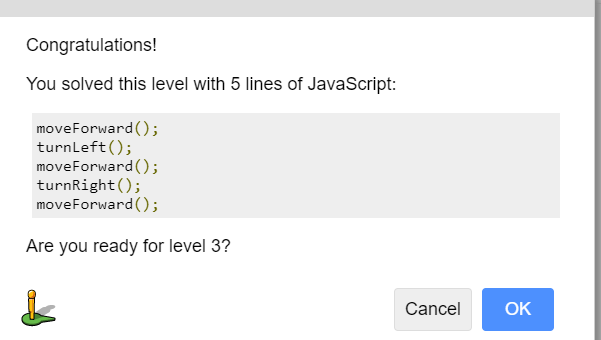 Congratulations!
You solved this level with 5 lines of JavaScript:
moveForward();
turnLeft();
moveForward();
turnRight();
moveForward();
Are you ready for level 3?
Cancel
OK